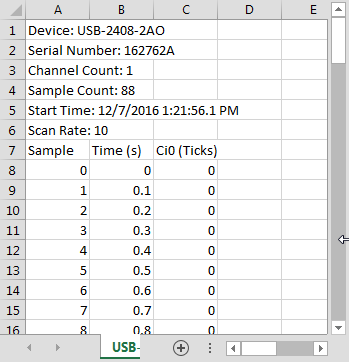 A B C D E
1 Device: USB-2408-2AO
2 Serial Number: 162762A
3 Channel Count: 1
4 Sample Count: 88
5 Start Time: 12/7/2016 1:21:56.1 PM
6 Scan Rate: 10
7 Sample Time (s) Ci0 (Ticks)
8 0 0 0
9 1 0.1 0
10 2 0.2 0
11 3 0.3 0
12 4 0.4 0
13 5 0.5 0
14 6 0.6 0
15 7 0.7 0
16 8 0.8 0
USB-